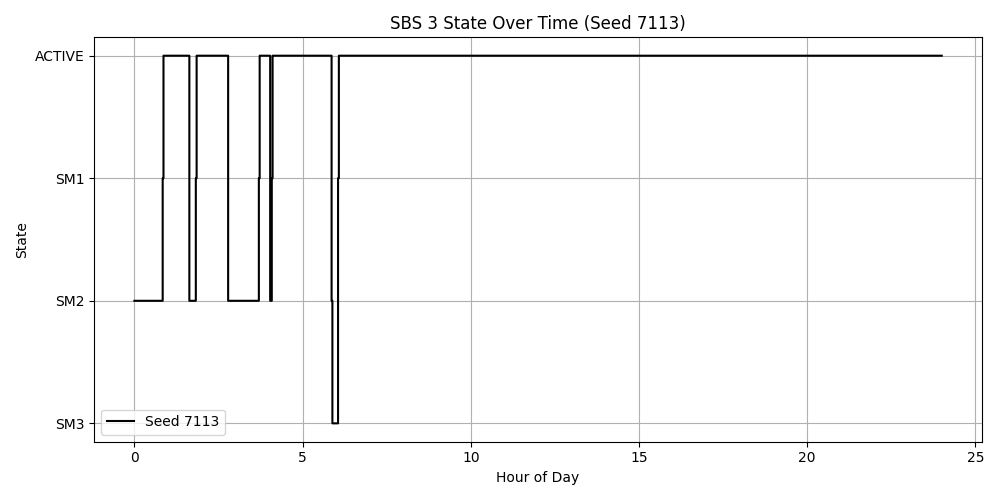 SBS 3 State Over Time (Seed 7113)
ACTIVE
SM1
SM2
SM3
State
Seed 7113
0 5 10 15 20 25
Hour of Day